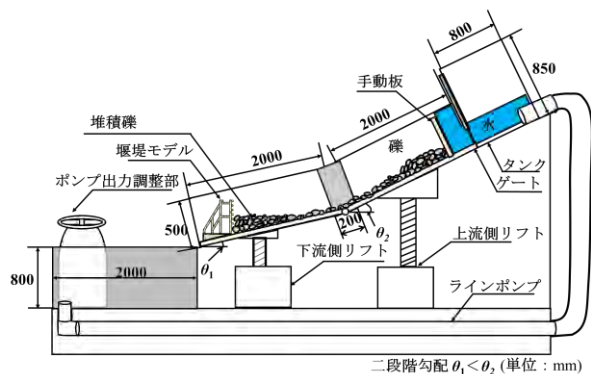 800
850
手動板
2000
礫
水
堆積礫
2000
堰堤モデル
タンク
ゲート
ポンプ出力調整部
500
200
θ2
θ1
下流側リフト
上流側リフト
800
2000
ラインポンプ
二段階勾配 θ1<θ2 (単位：mm)